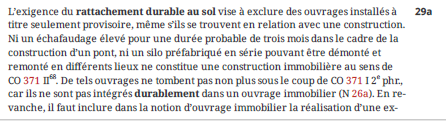 L'exigence du rattachement durable au sol vise à exclure des ouvrages installés à 29a
titre seulement provisoire, même s'ils se trouvent en relation avec une construction.
Ni un échafaudage élevé pour une durée probable de trois mois dans le cadre de la
construction d'un pont, ni un silo préfabriqué en série pouvant être démonté et
remonté en différents lieux ne constitue une construction immobilière au sens de
CO 371 II⁶⁸. De tels ouvrages ne tombent pas non plus sous le coup de CO 371 I 2ᵉ phr.,
car ils ne sont pas intégrés durablement dans un ouvrage immobilier (N 26a). En re-
vanche, il faut inclure dans la notion d'ouvrage immobilier la réalisation d'une ex-